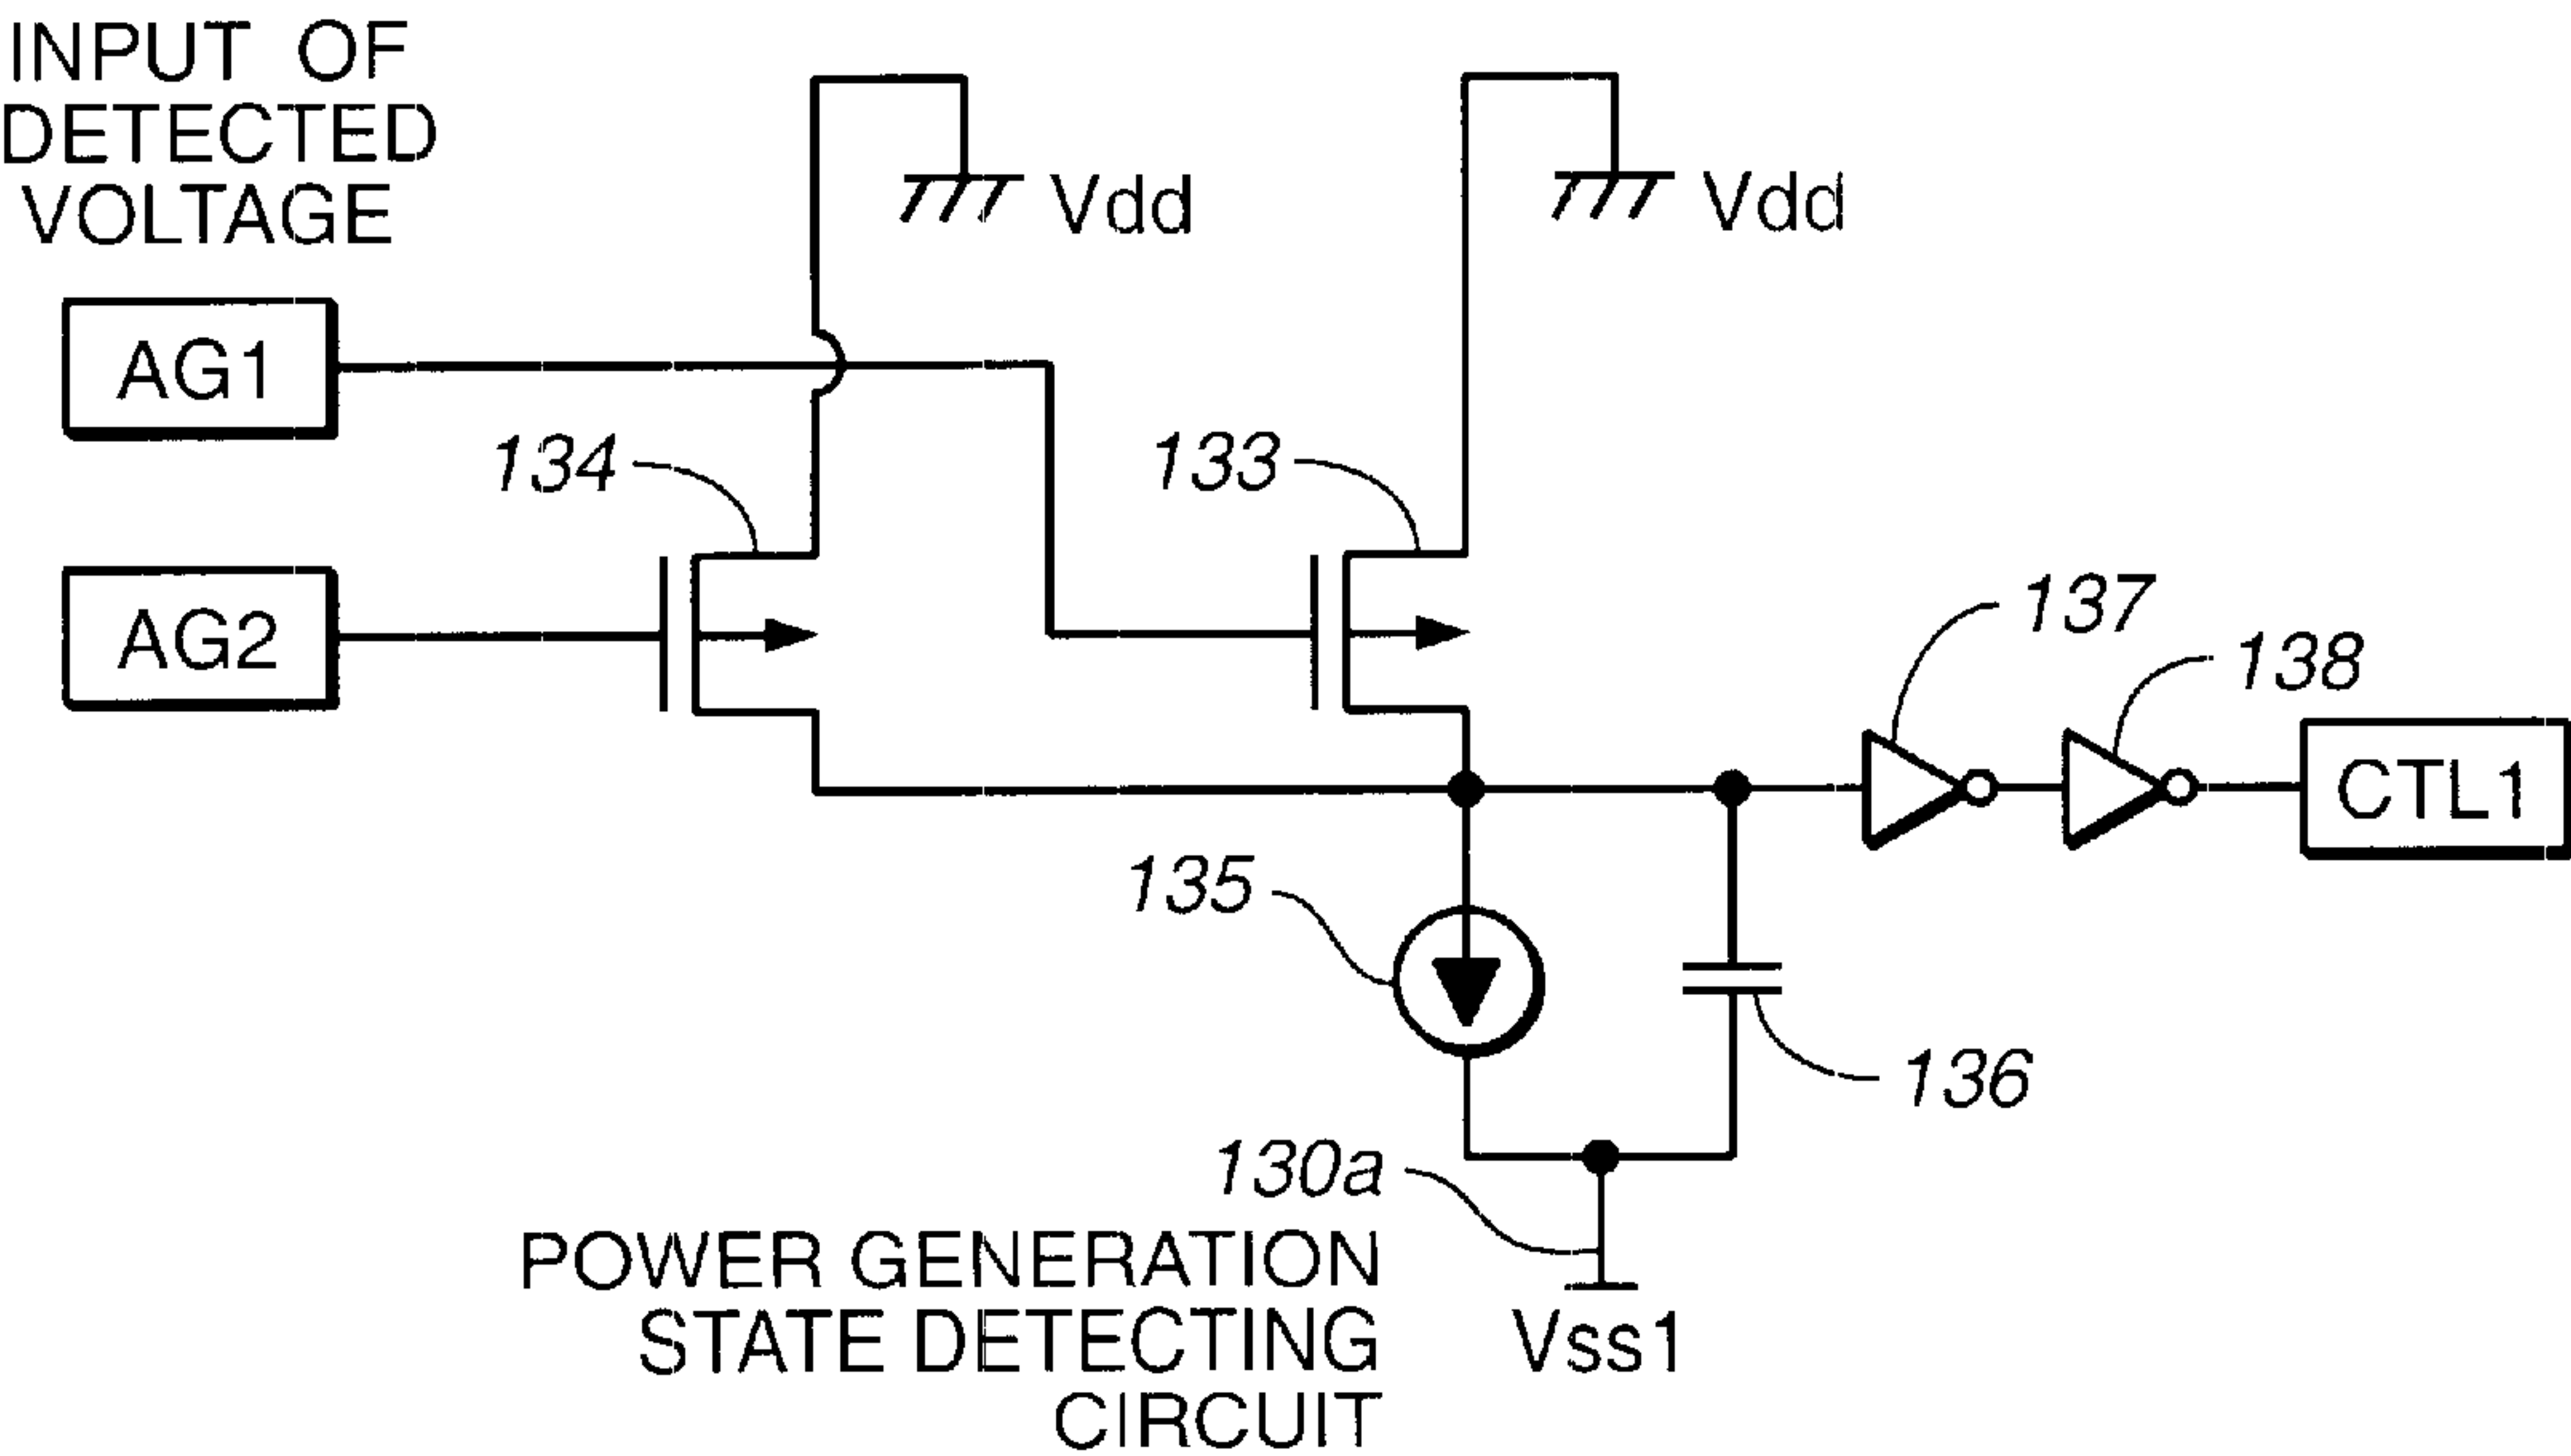 INPUT OF
DETECTED
VOLTAGE
Vdd
Vdd
AG1
134
133
AG2
137
138
CTL1
135
136
130a
POWER GENERATION
STATE DETECTING
CIRCUIT
Vss1